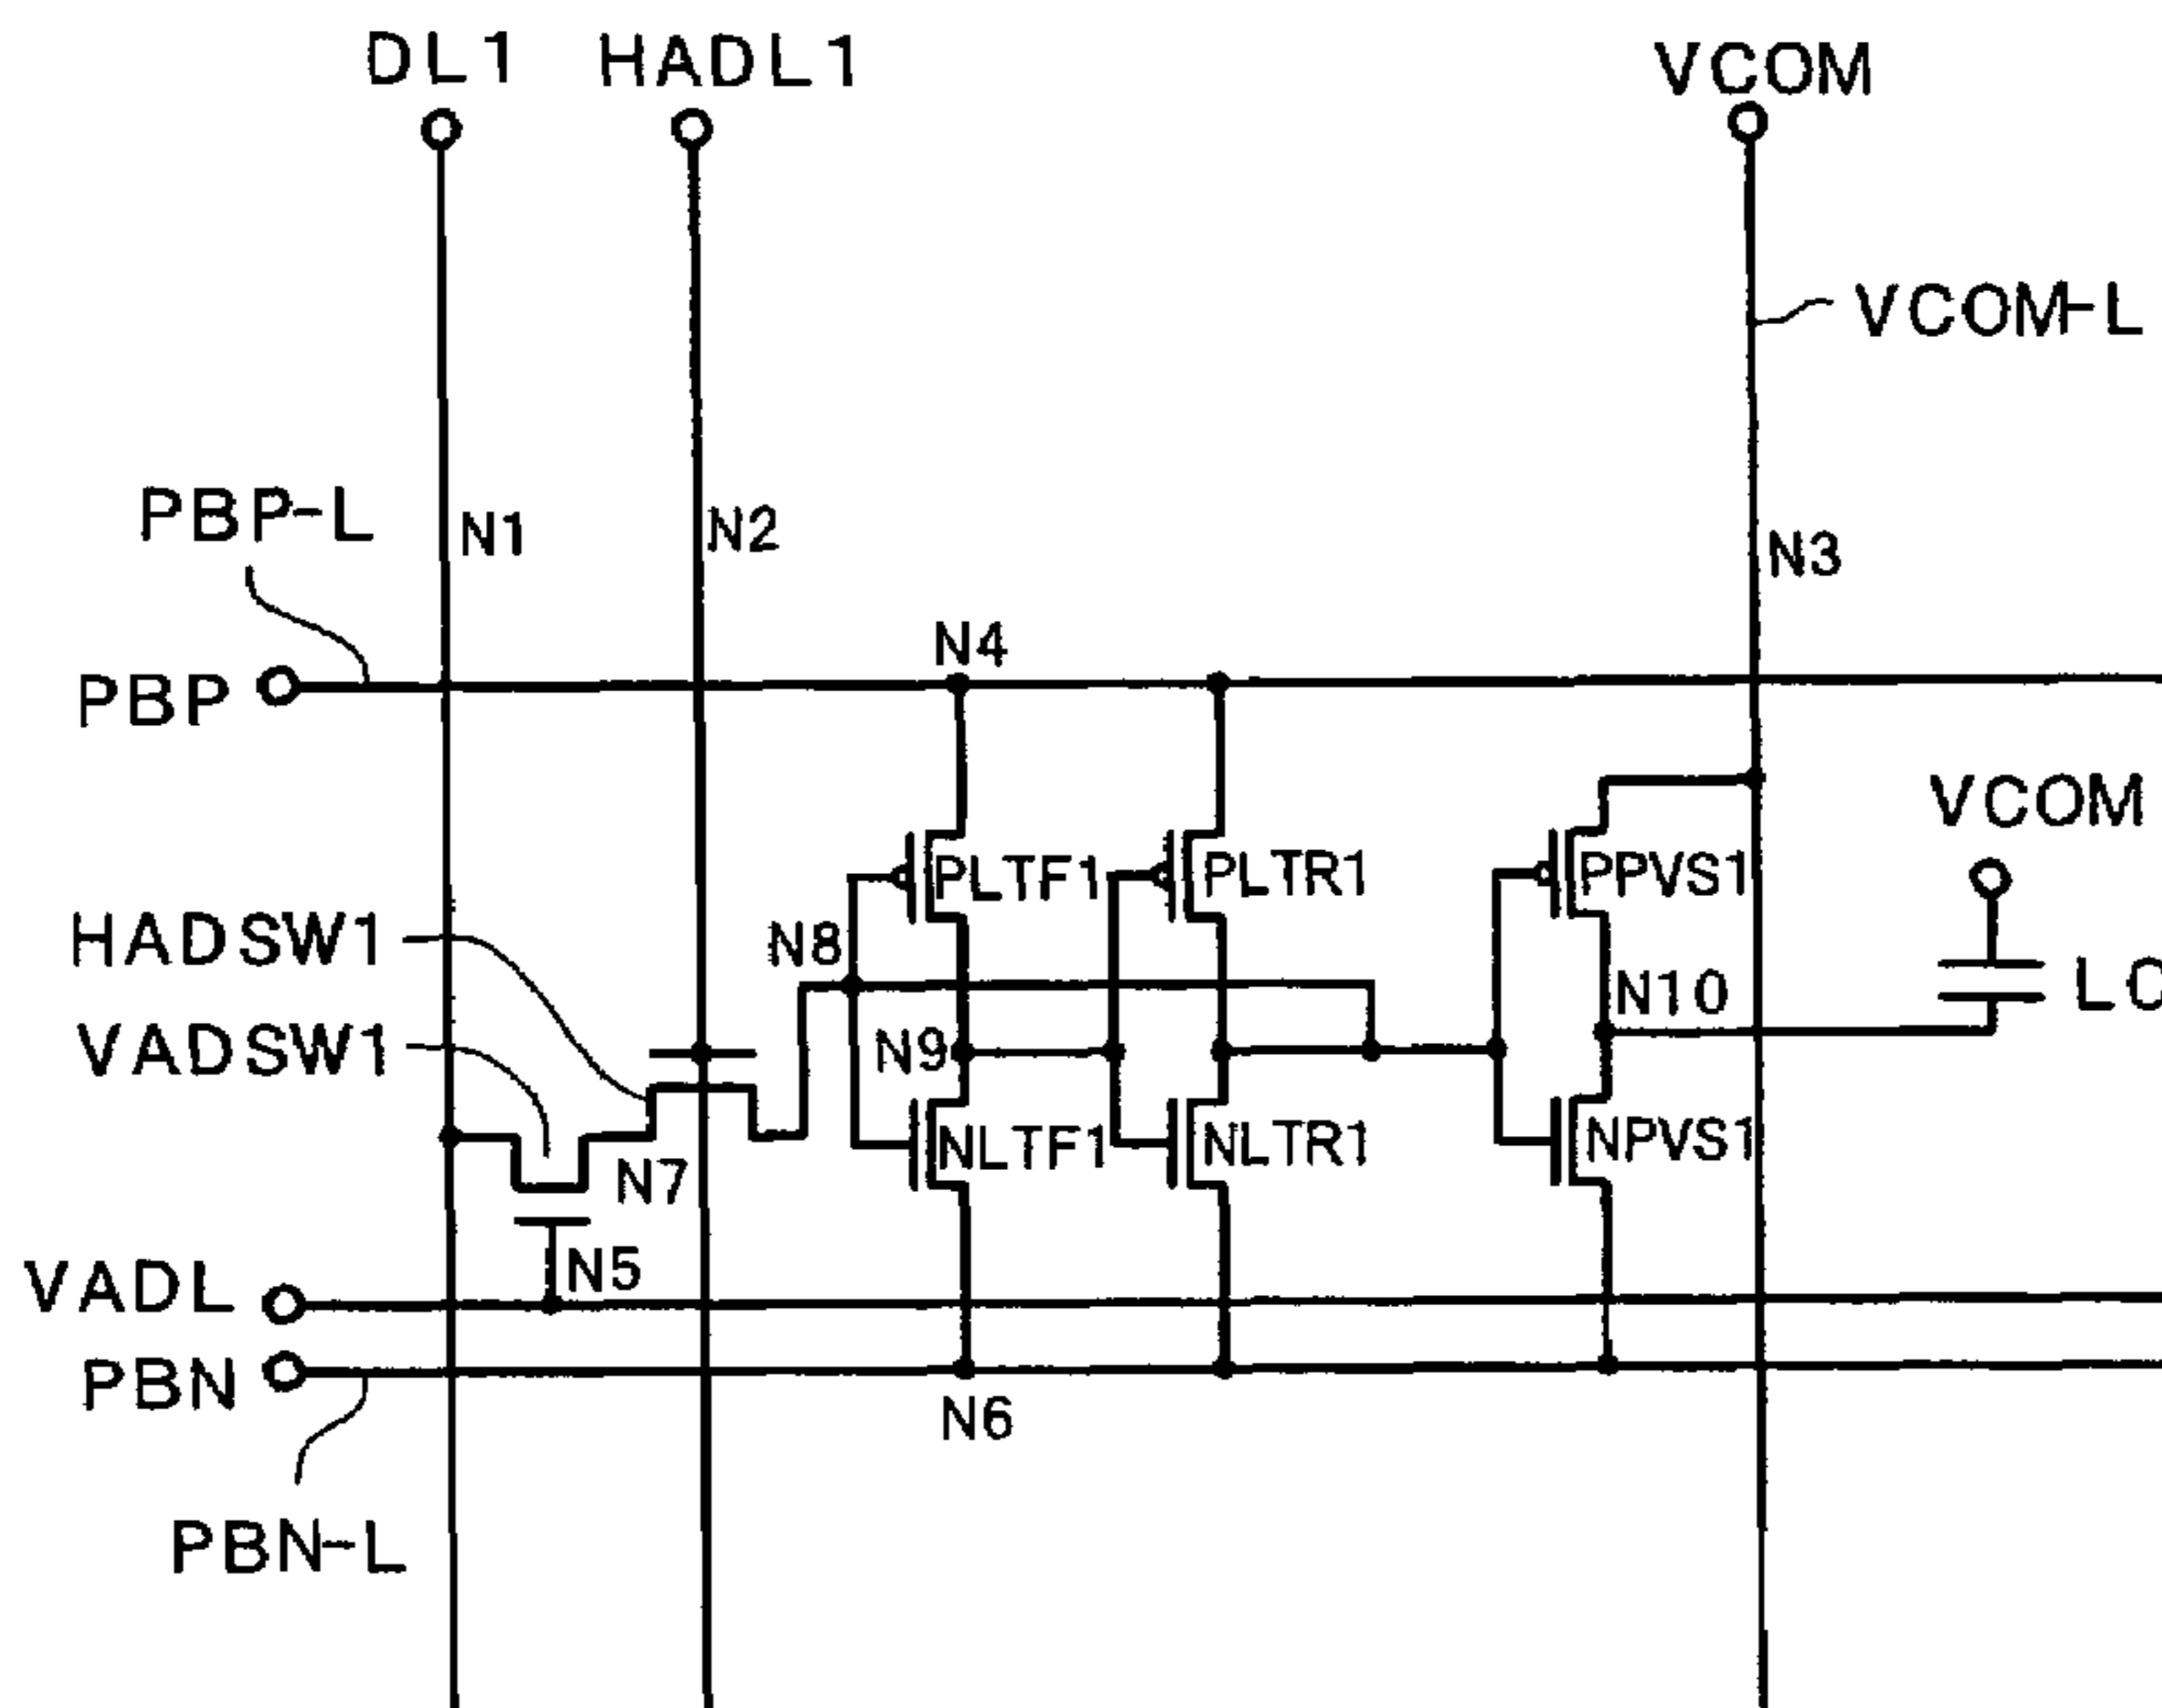 DL1 HADL1 VCOM
VCOM-L
PBP-L N1 N2 N3
N4
PBP
VCOM
PLTF1 PLTR1 PPVS1
HADSW1 N8 N10
VADSW1 N9
NLTF1 NLTR1 NPVS1
N7
VADL N5
PBN
N6
PBN-L